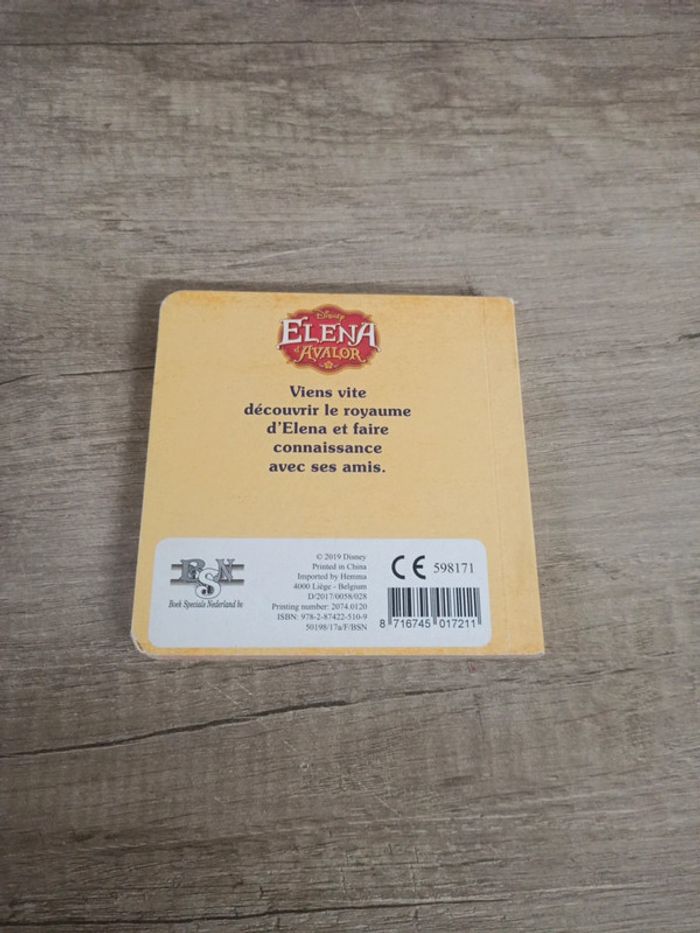 Disney
ELENA
d'AVALOR
Viens vite
découvrir le royaume
d'Elena et faire
connaissance
avec ses amis.
BSN
Boek Speciale Nederland bv
© 2019 Disney
Printed in China
Imported by Hemma
4000 Liège - Belgium
D/2017/0058/028
Printing number: 2074.0120
ISBN: 978-2-87422-510-9
50198/17a/F/BSN
CE 598171
8 716745 017211